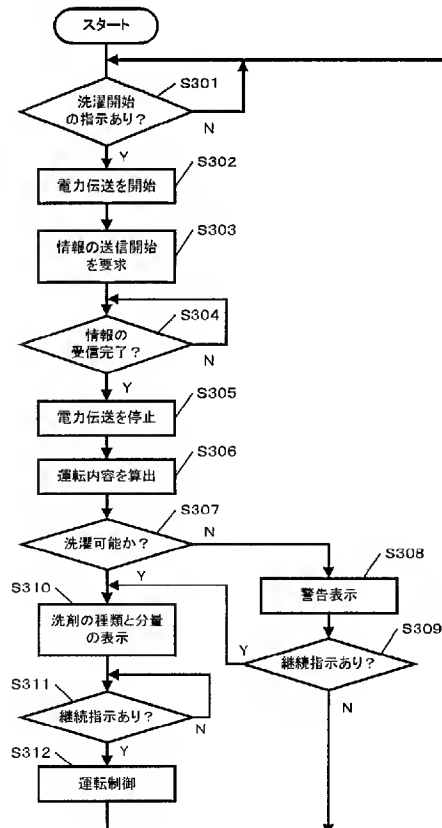 スタート
S301
洗濯開始
の指示あり？
N
Y
S302
電力伝送を開始
S303
情報の送信開始
を要求
S304
情報の
受信完了？
N
Y
S305
電力伝送を停止
S306
運転内容を算出
S307
洗濯可能か？
N
Y
S308
警告表示
S309
継続指示あり？
Y
N
S310
洗剤の種類と分量
の表示
S311
継続指示あり？
N
Y
S312
運転制御